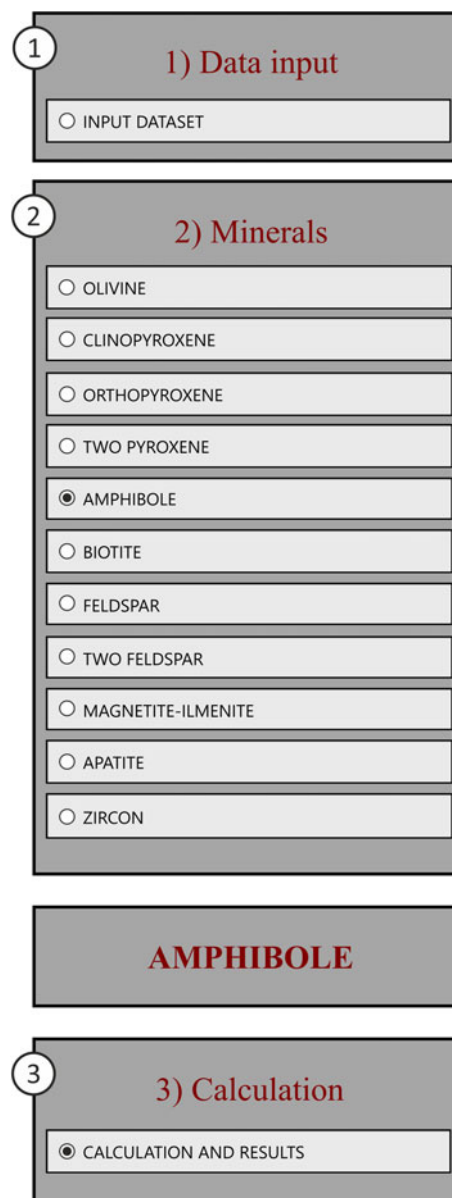 1
1) Data input
INPUT DATASET
2
2) Minerals
OLIVINE
CLINOPYROXENE
ORTHOPYROXENE
TWO PYROXENE
AMPHIBOLE
BIOTITE
FELDSPAR
TWO FELDSPAR
MAGNETITE-ILMENITE
APATITE
ZIRCON
AMPHIBOLE
3
3) Calculation
CALCULATION AND RESULTS